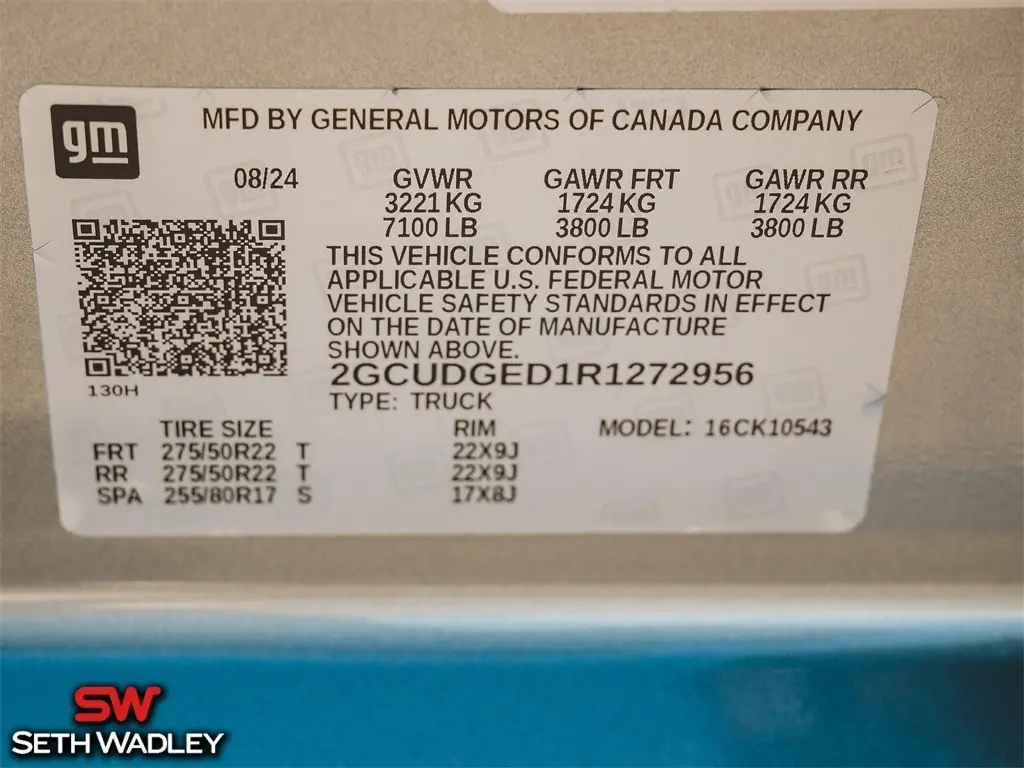 gm
MFD BY GENERAL MOTORS OF CANADA COMPANY
08/24 GVWR GAWR FRT GAWR RR
3221 KG 1724 KG 1724 KG
7100 LB 3800 LB 3800 LB
THIS VEHICLE CONFORMS TO ALL
APPLICABLE U.S. FEDERAL MOTOR
VEHICLE SAFETY STANDARDS IN EFFECT
ON THE DATE OF MANUFACTURE
SHOWN ABOVE.
2GCUDGED1R1272956
130H
TYPE: TRUCK
TIRE SIZE RIM MODEL: 16CK10543
FRT 275/50R22 T 22X9J
RR 275/50R22 T 22X9J
SPA 255/80R17 S 17X8J
SW
SETH WADLEY